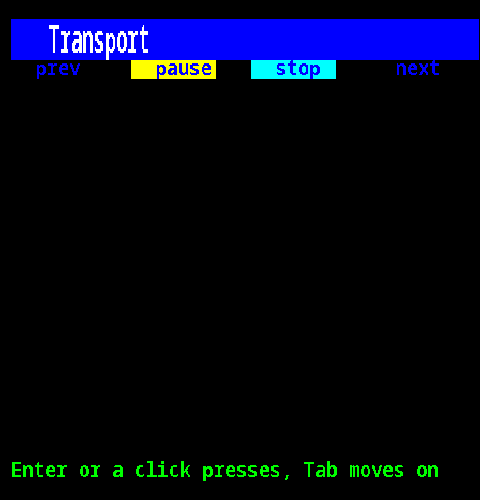 Transport
prev pause stop next
Enter or a click presses, Tab moves on